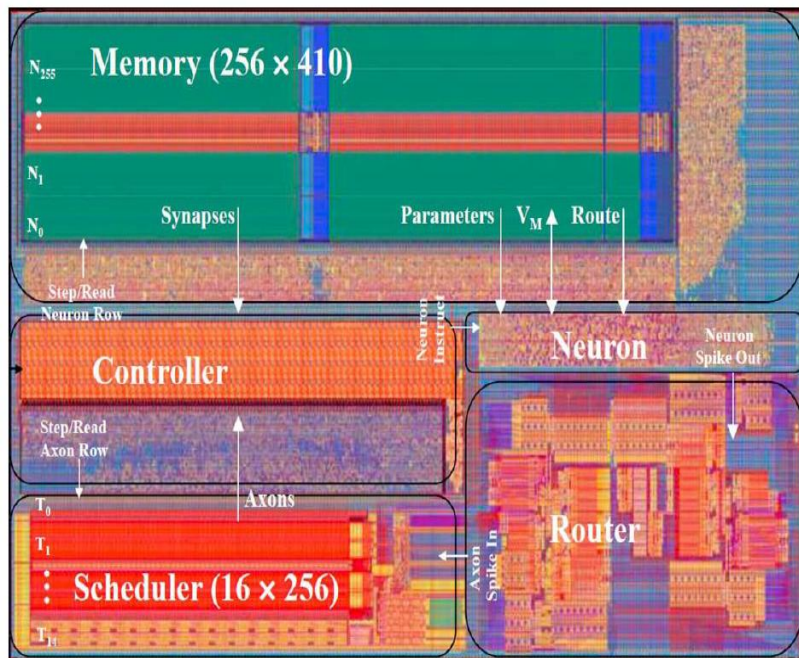 Memory (256 × 410)
N255
N1
N0
Synapses
Parameters
VM
Route
Step/Read
Neuron Row
Neuron
Instruct
Controller
Neuron
Neuron
Spike Out
Step/Read
Axon Row
Axons
T0
T1
Scheduler (16 × 256)
Axon
Spike In
Router